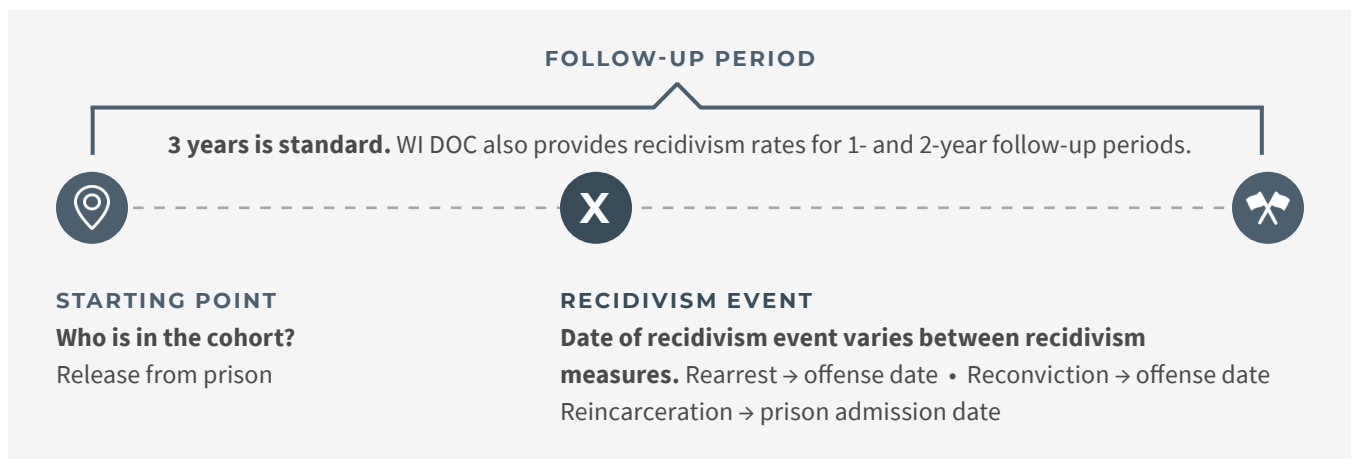 FOLLOW-UP PERIOD
3 years is standard. WI DOC also provides recidivism rates for 1- and 2-year follow-up periods.
X
STARTING POINT
Who is in the cohort?
Release from prison
RECIDIVISM EVENT
Date of recidivism event varies between recidivism
measures. Rearrest → offense date • Reconviction → offense date
Reincarceration → prison admission date